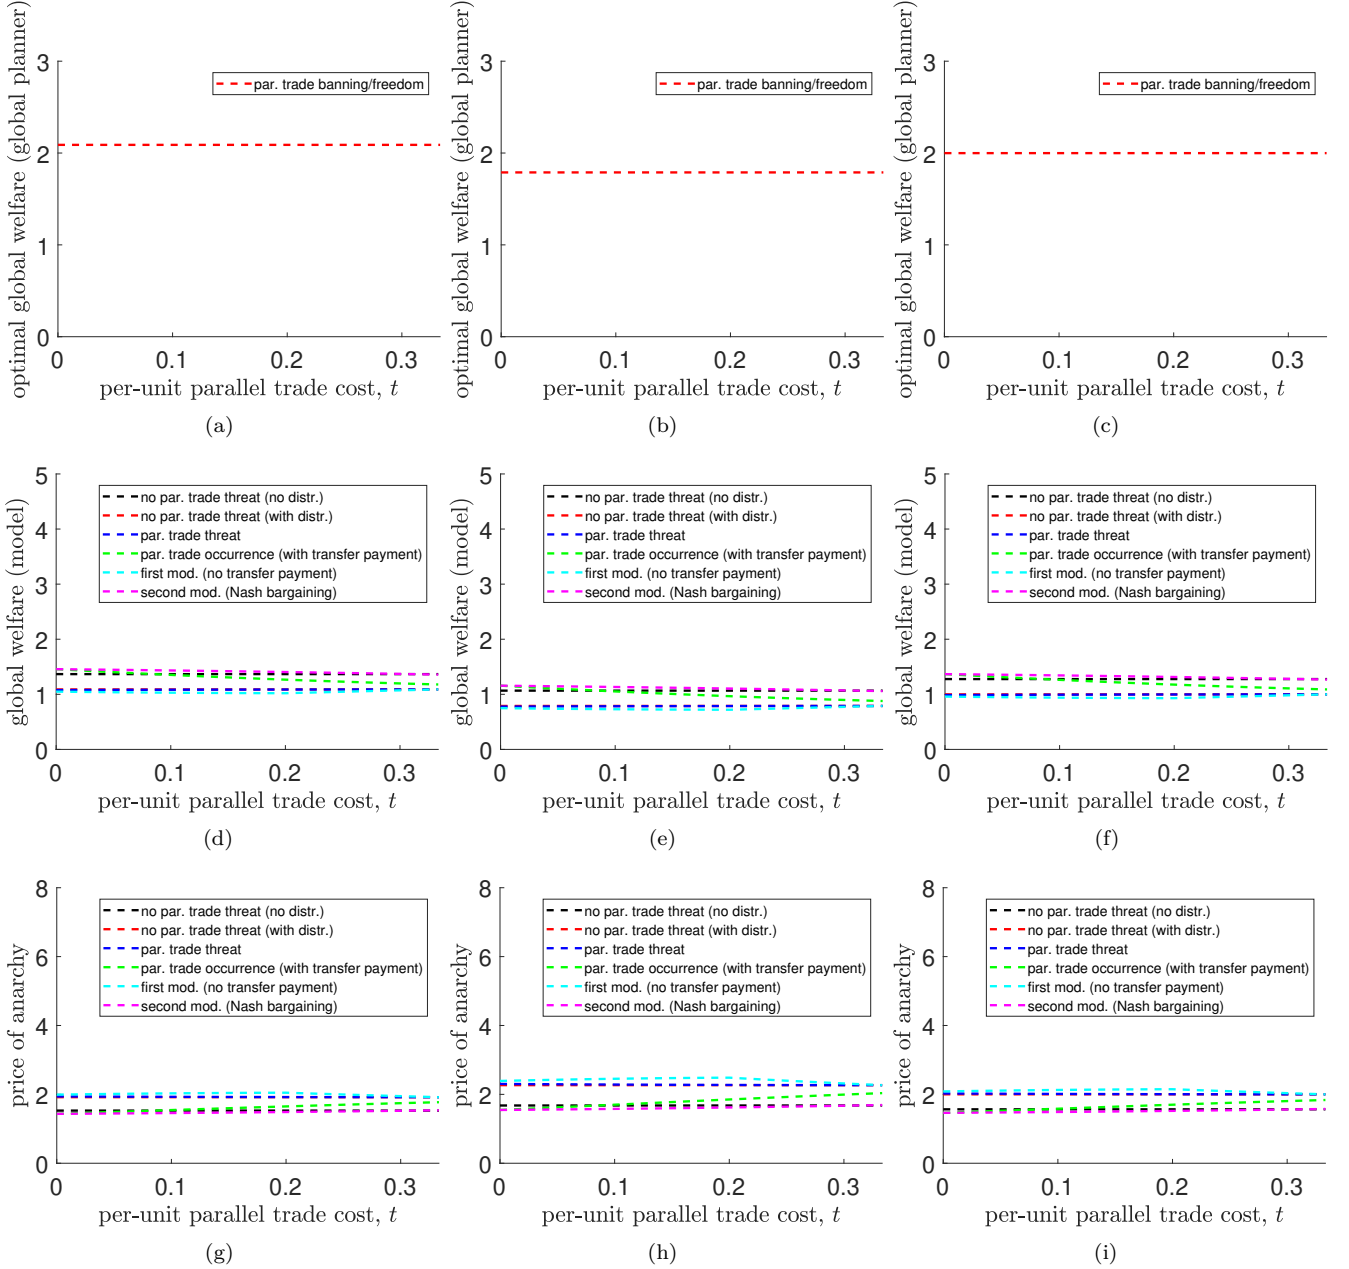 optimal global welfare (global planner)
3
2
1
0
par. trade banning/freedom
0 0.1 0.2 0.3
per-unit parallel trade cost, t
(a)
optimal global welfare (global planner)
3
2
1
0
par. trade banning/freedom
0 0.1 0.2 0.3
per-unit parallel trade cost, t
(b)
optimal global welfare (global planner)
3
2
1
0
par. trade banning/freedom
0 0.1 0.2 0.3
per-unit parallel trade cost, t
(c)
global welfare (model)
5
4
3
2
1
0
no par. trade threat (no distr.)
no par. trade threat (with distr.)
par. trade threat
par. trade occurrence (with transfer payment)
first mod. (no transfer payment)
second mod. (Nash bargaining)
0 0.1 0.2 0.3
per-unit parallel trade cost, t
(d)
global welfare (model)
5
4
3
2
1
0
no par. trade threat (no distr.)
no par. trade threat (with distr.)
par. trade threat
par. trade occurrence (with transfer payment)
first mod. (no transfer payment)
second mod. (Nash bargaining)
0 0.1 0.2 0.3
per-unit parallel trade cost, t
(e)
global welfare (model)
5
4
3
2
1
0
no par. trade threat (no distr.)
no par. trade threat (with distr.)
par. trade threat
par. trade occurrence (with transfer payment)
first mod. (no transfer payment)
second mod. (Nash bargaining)
0 0.1 0.2 0.3
per-unit parallel trade cost, t
(f)
price of anarchy
8
6
4
2
0
no par. trade threat (no distr.)
no par. trade threat (with distr.)
par. trade threat
par. trade occurrence (with transfer payment)
first mod. (no transfer payment)
second mod. (Nash bargaining)
0 0.1 0.2 0.3
per-unit parallel trade cost, t
(g)
price of anarchy
8
6
4
2
0
no par. trade threat (no distr.)
no par. trade threat (with distr.)
par. trade threat
par. trade occurrence (with transfer payment)
first mod. (no transfer payment)
second mod. (Nash bargaining)
0 0.1 0.2 0.3
per-unit parallel trade cost, t
(h)
price of anarchy
8
6
4
2
0
no par. trade threat (no distr.)
no par. trade threat (with distr.)
par. trade threat
par. trade occurrence (with transfer payment)
first mod. (no transfer payment)
second mod. (Nash bargaining)
0 0.1 0.2 0.3
per-unit parallel trade cost, t
(i)